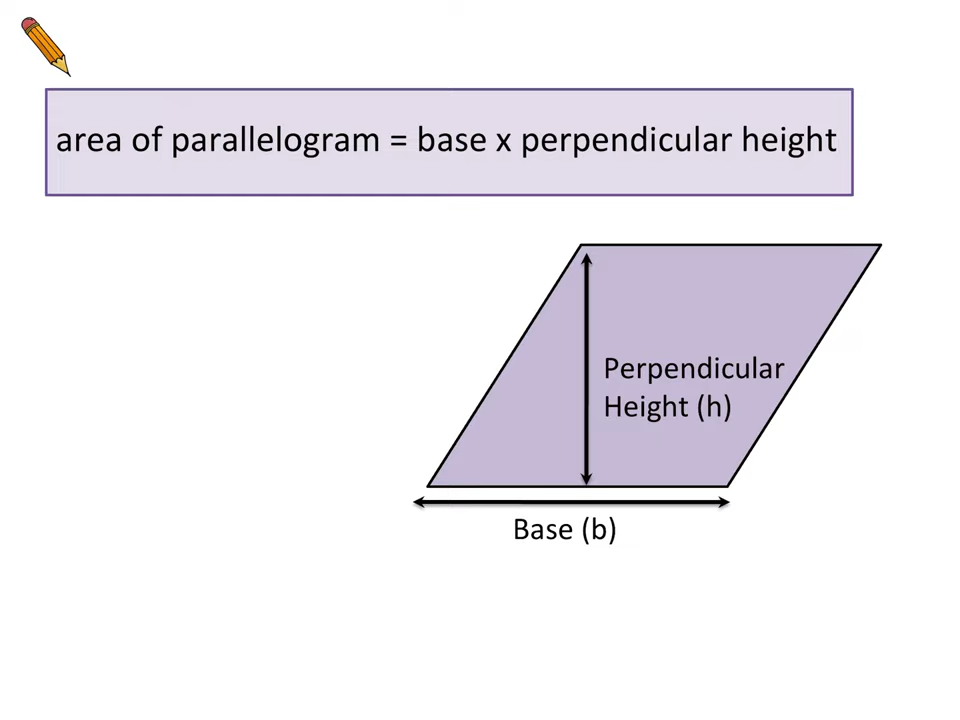 area of parallelogram = base x perpendicular height
Perpendicular
Height (h)
Base (b)